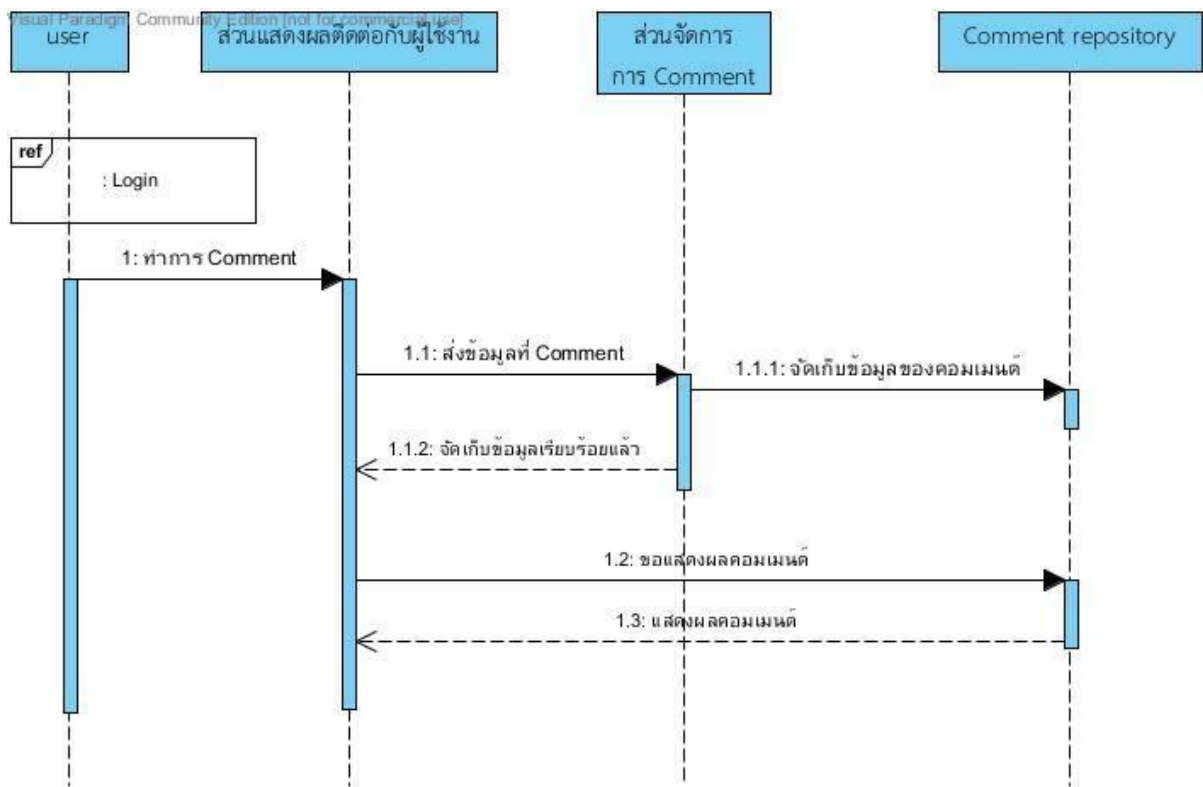 Visual Paradigm Community Edition [not for commercial use]
user
ส่วนแสดงผลติดต่อกับผู้ใช้งาน
ส่วนจัดการ
การ Comment
Comment repository
ref
: Login
1: ทำการ Comment
1.1: ส่งข้อมูลที่ Comment
1.1.1: จัดเก็บข้อมูลของคอมเมนต์
1.1.2: จัดเก็บข้อมูลเรียบร้อยแล้ว
1.2: ขอแสดงผลคอมเมนต์
1.3: แสดงผลคอมเมนต์